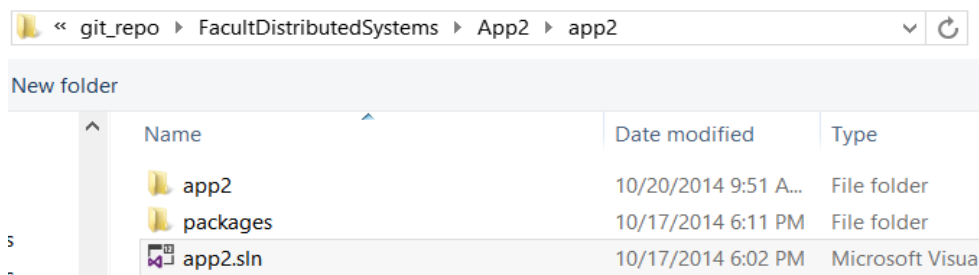 « git_repo FacultDistributedSystems App2 app2
New folder
Name Date modified Type
app2 10/20/2014 9:51 A... File folder
packages 10/17/2014 6:11 PM File folder
app2.sln 10/17/2014 6:02 PM Microsoft Visua